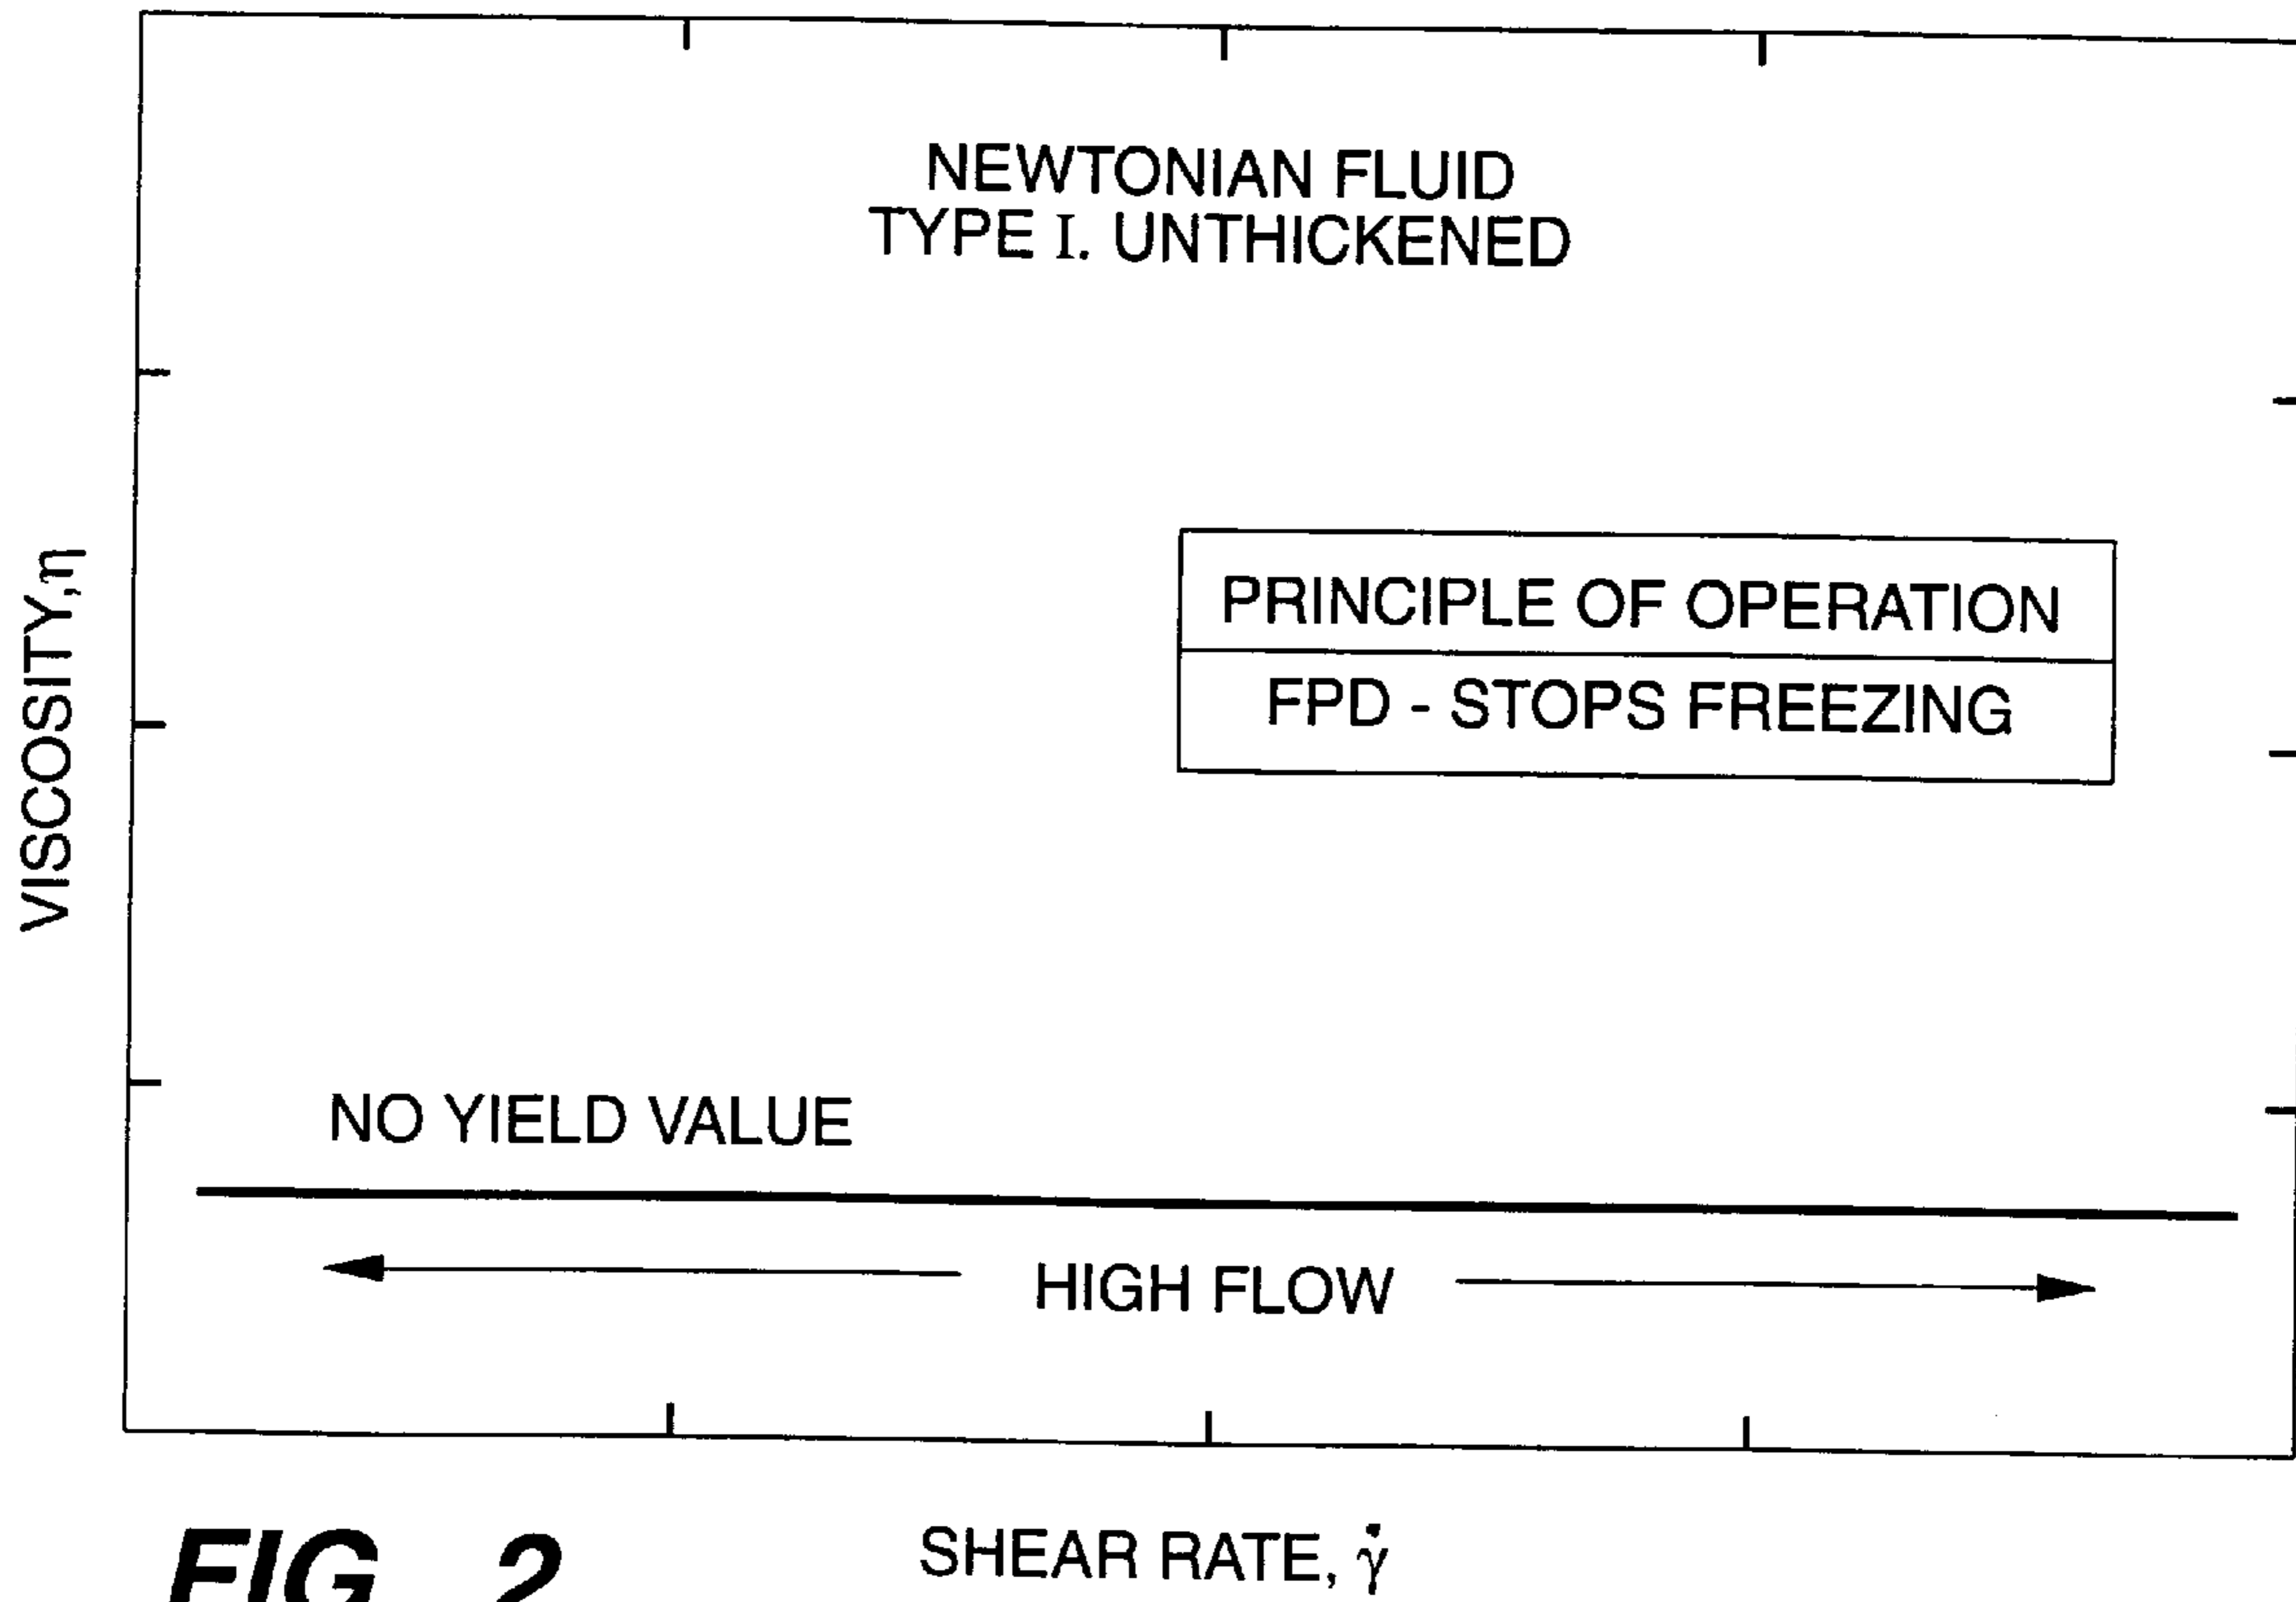 NEWTONIAN FLUID
TYPE I. UNTHICKENED
PRINCIPLE OF OPERATION
FPD - STOPS FREEZING
VISCOSITY,η
NO YIELD VALUE
HIGH FLOW
SHEAR RATE, γ̇
FIG. 2